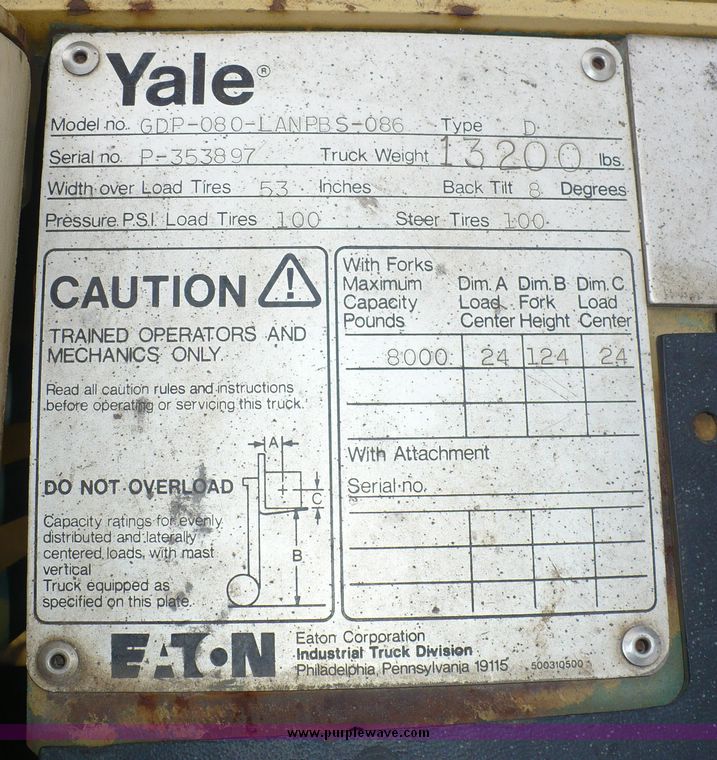 Yale®
Model no. GDP-080-LANPBS-086 Type D
Serial no. P-353897 Truck Weight 13200 lbs.
Width over Load Tires 53 Inches Back Tilt 8 Degrees
Pressure P.S.I. Load Tires 100 Steer Tires 100
CAUTION
TRAINED OPERATORS AND
MECHANICS ONLY
Read all caution rules and instructions
before operating or servicing this truck.
DO NOT OVERLOAD
Capacity ratings for evenly
distributed and laterally
centered loads, with mast
vertical
Truck equipped as
specified on this plate.
A
C
B
With Forks
Maximum Capacity Pounds
Dim. A Load Center
Dim. B Fork Height
Dim. C Load Center
8000 24 124 24
With Attachment
Serial no.
EATON
Eaton Corporation
Industrial Truck Division
Philadelphia, Pennsylvania 19115
500310500
www.purplewave.com